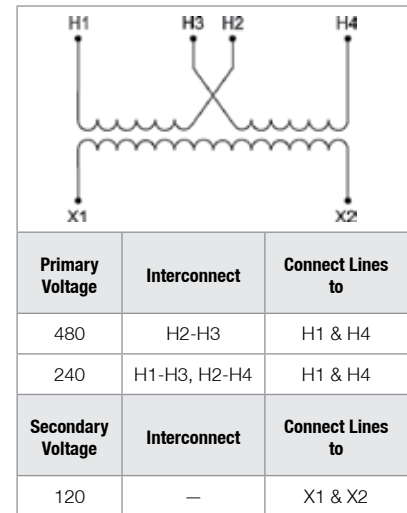 H1 H3 H2 H4
X1 X2
Primary Voltage Interconnect Connect Lines to
480 H2-H3 H1 & H4
240 H1-H3, H2-H4 H1 & H4
Secondary Voltage Interconnect Connect Lines to
120 — X1 & X2